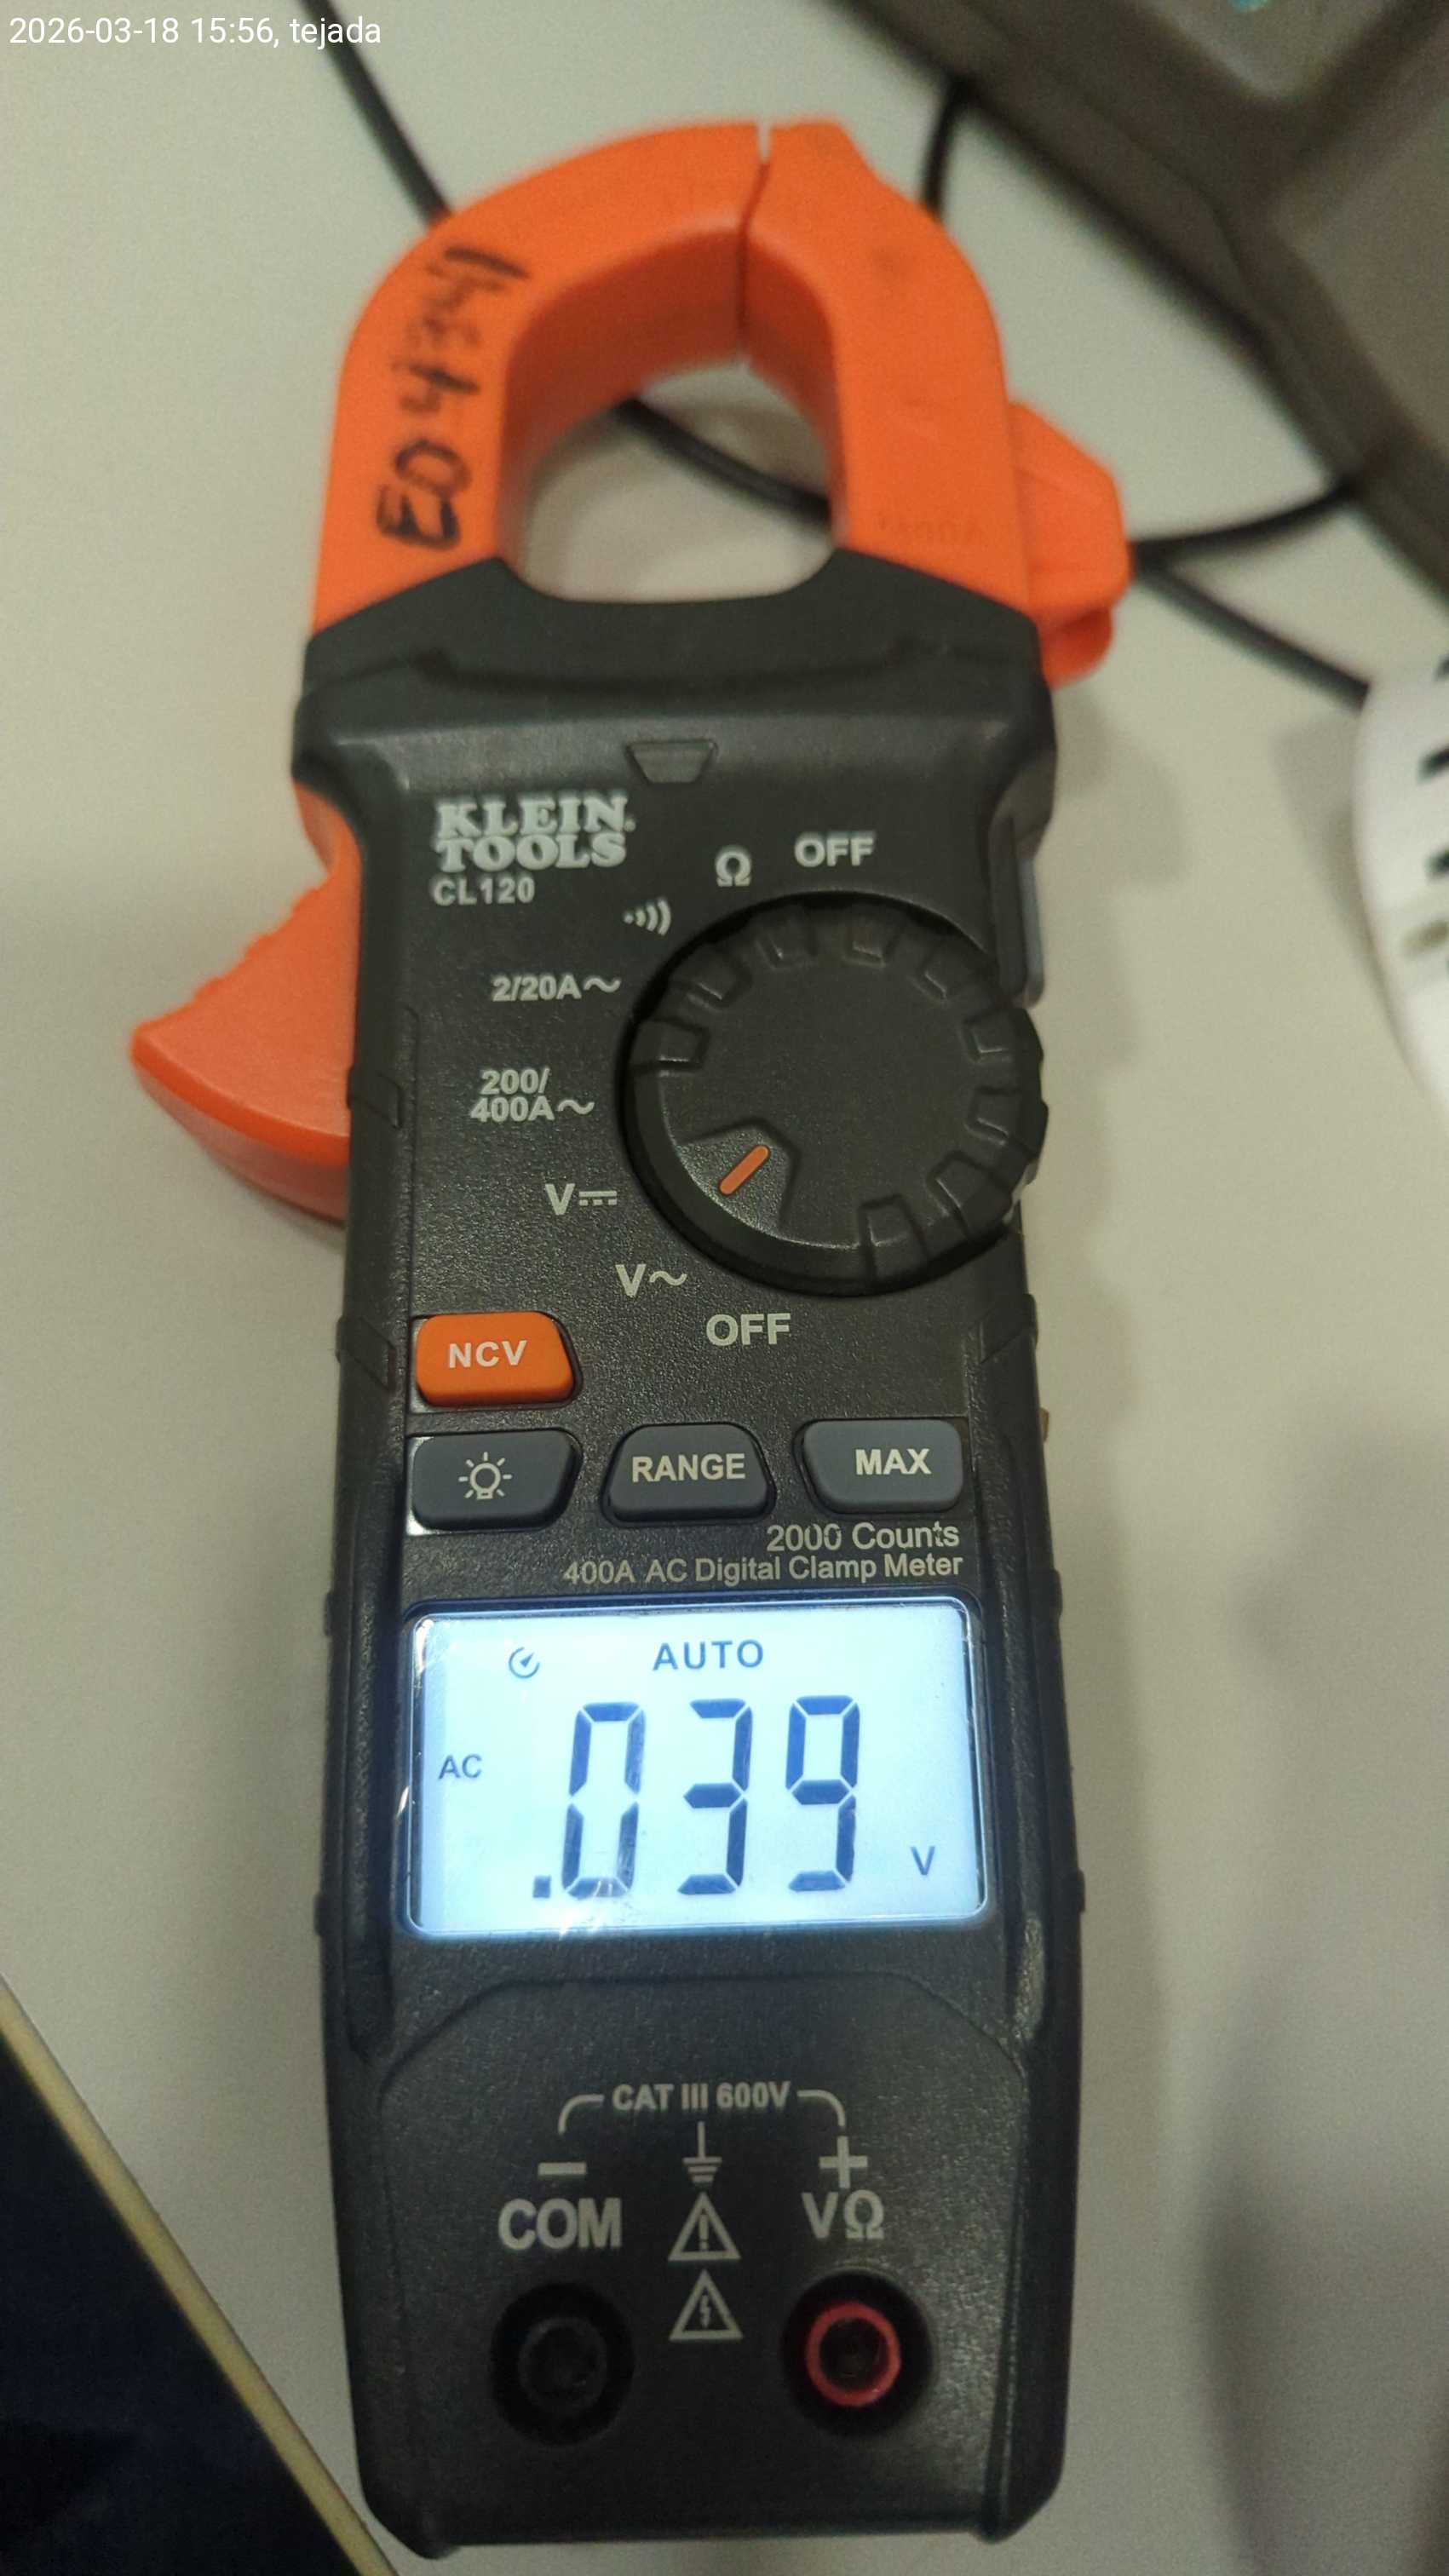 2026-03-18 15:56, tejada
KLEIN
TOOLS
CL120
Ω OFF
2/20A~
200/
400A~
V⎓
V~
OFF
NCV
RANGE MAX
2000 Counts
400A AC Digital Clamp Meter
AUTO
AC .039 V
CAT III 600V
− +
COM VΩ